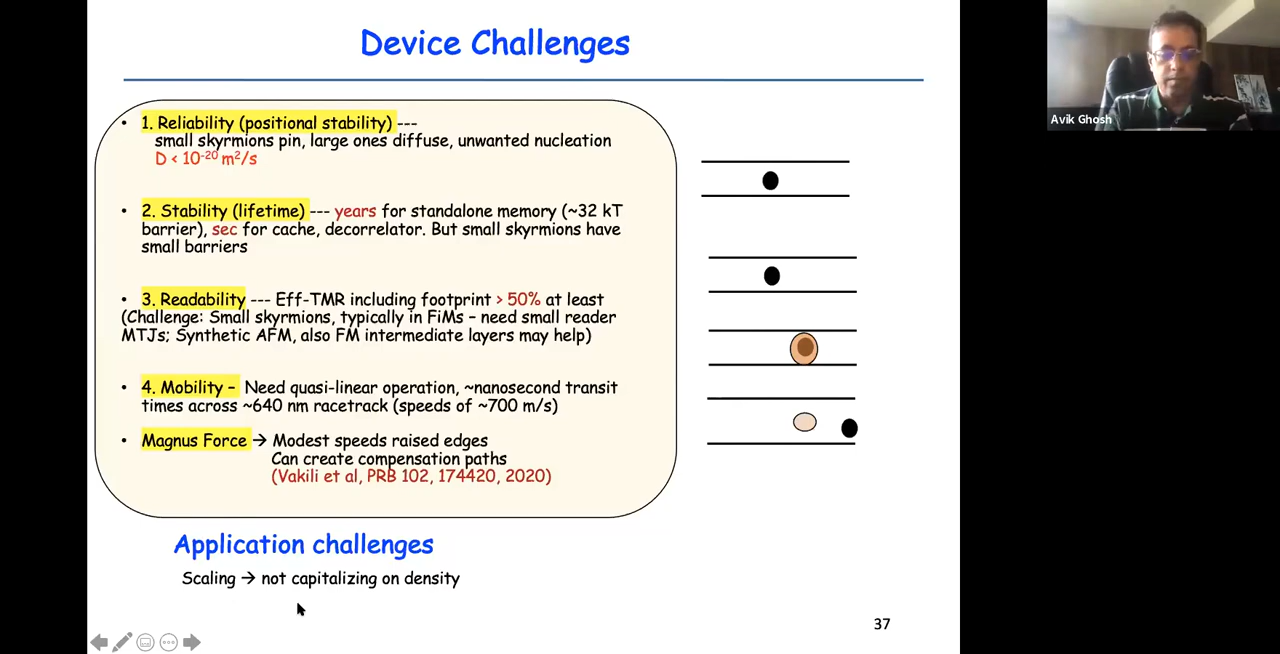 Device Challenges
• 1. Reliability (positional stability) ---
small skyrmions pin, large ones diffuse, unwanted nucleation
D < 10⁻²⁰ m²/s
• 2. Stability (lifetime) --- years for standalone memory (~32 kT
barrier), sec for cache, decorrelator. But small skyrmions have
small barriers
• 3. Readability --- Eff-TMR including footprint > 50% at least
(Challenge: Small skyrmions, typically in FiMs – need small reader
MTJs; Synthetic AFM, also FM intermediate layers may help)
• 4. Mobility – Need quasi-linear operation, ~nanosecond transit
times across ~640 nm racetrack (speeds of ~700 m/s)
• Magnus Force → Modest speeds raised edges
Can create compensation paths
(Vakili et al, PRB 102, 174420, 2020)
Application challenges
Scaling → not capitalizing on density
37
Avik Ghosh